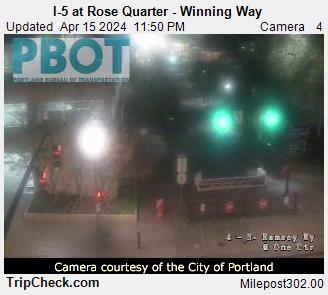 I-5 at Rose Quarter - Winning Way
Updated Apr 15 2024 11:50 PM Camera 4
PBOT
PORTLAND BUREAU OF TRANSPORTATION
4 - N. Ramsey Wy
@ One Ctr
Camera courtesy of the City of Portland
TripCheck.com Milepost302.00